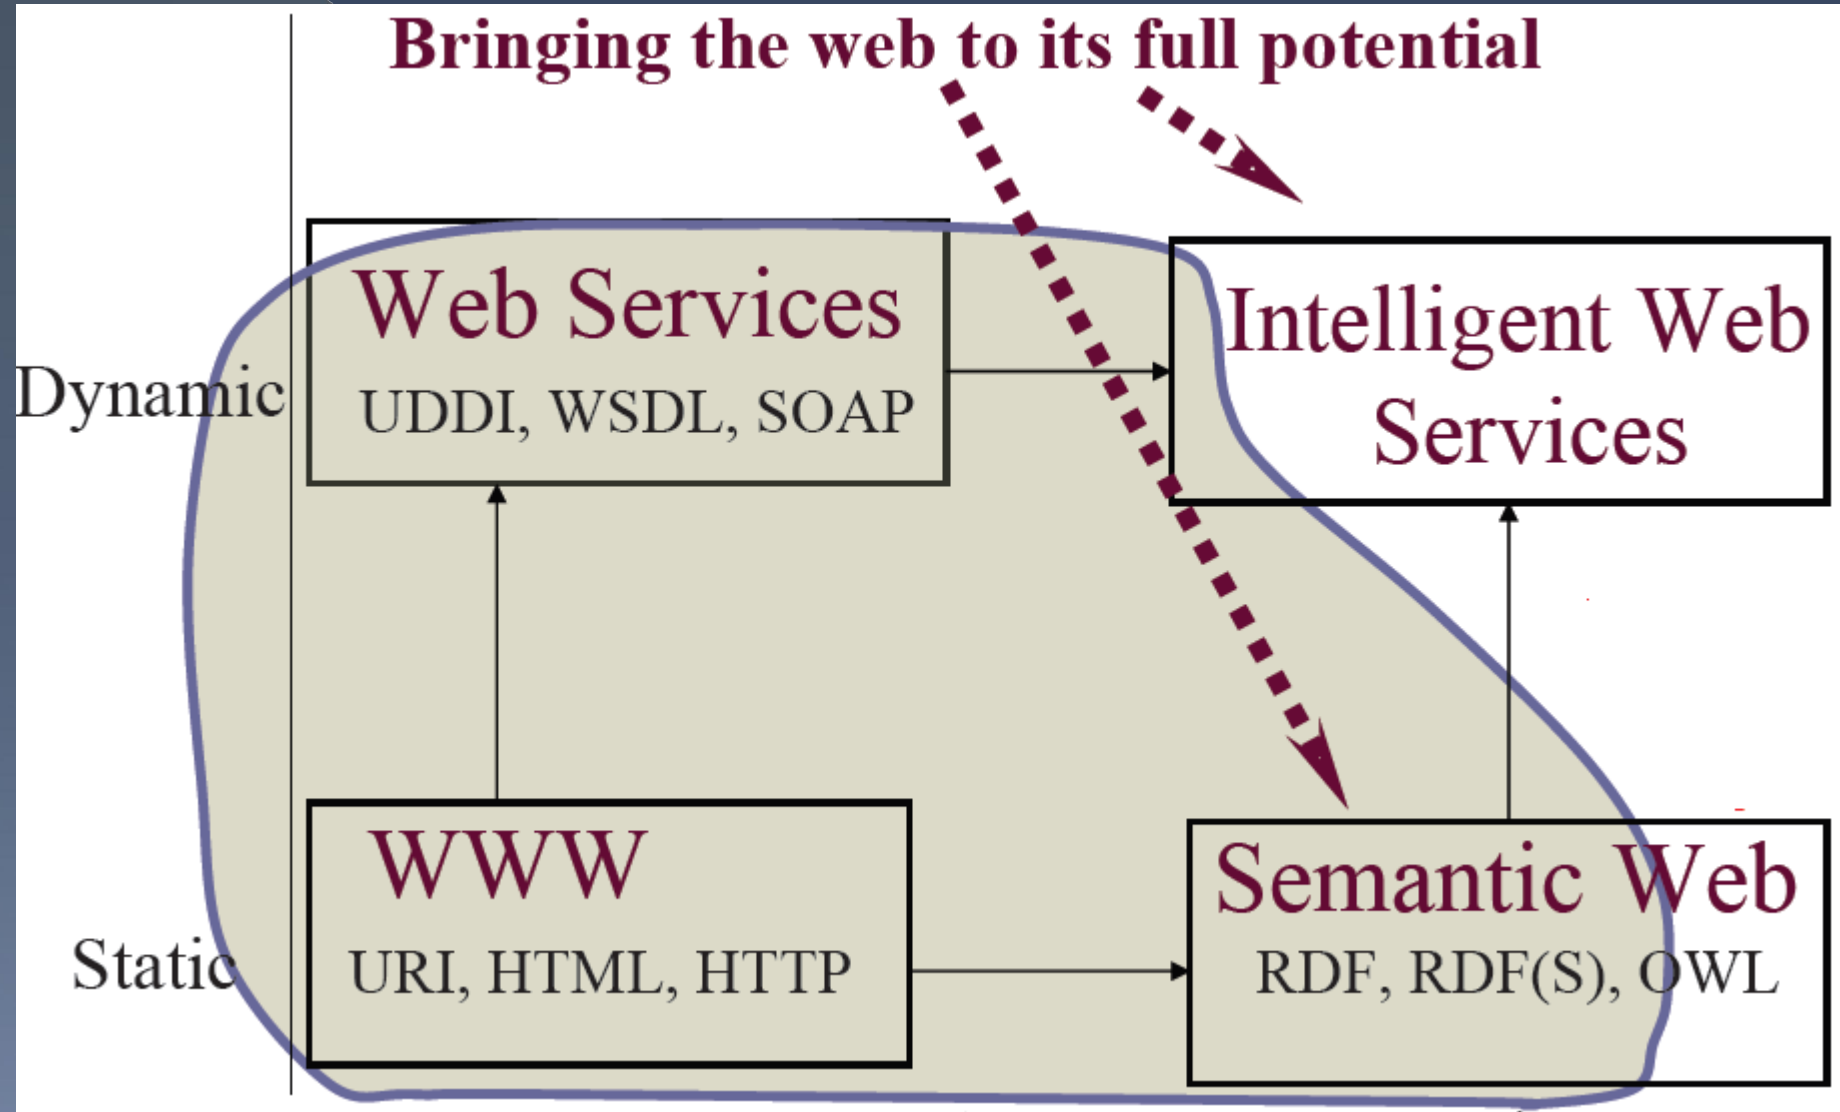 Bringing the web to its full potential
Dynamic
Web Services
UDDI, WSDL, SOAP
Intelligent Web
Services
Static
WWW
URI, HTML, HTTP
Semantic Web
RDF, RDF(S), OWL